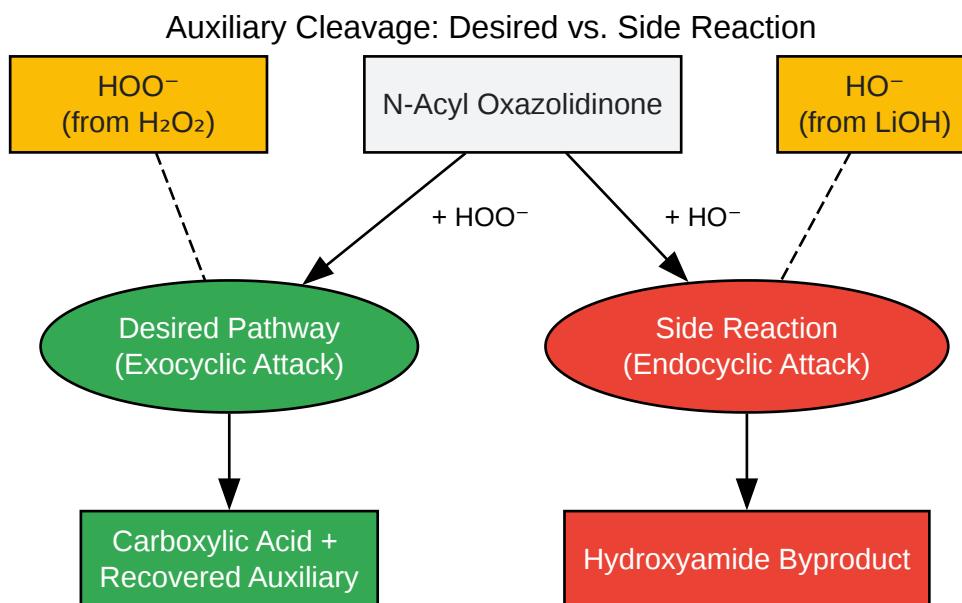 Auxiliary Cleavage: Desired vs. Side Reaction
HOO⁻
(from H₂O₂)
N-Acyl Oxazolidinone
HO⁻
(from LiOH)
+ HOO⁻
+ HO⁻
Desired Pathway
(Exocyclic Attack)
Side Reaction
(Endocyclic Attack)
Carboxylic Acid +
Recovered Auxiliary
Hydroxyamide Byproduct